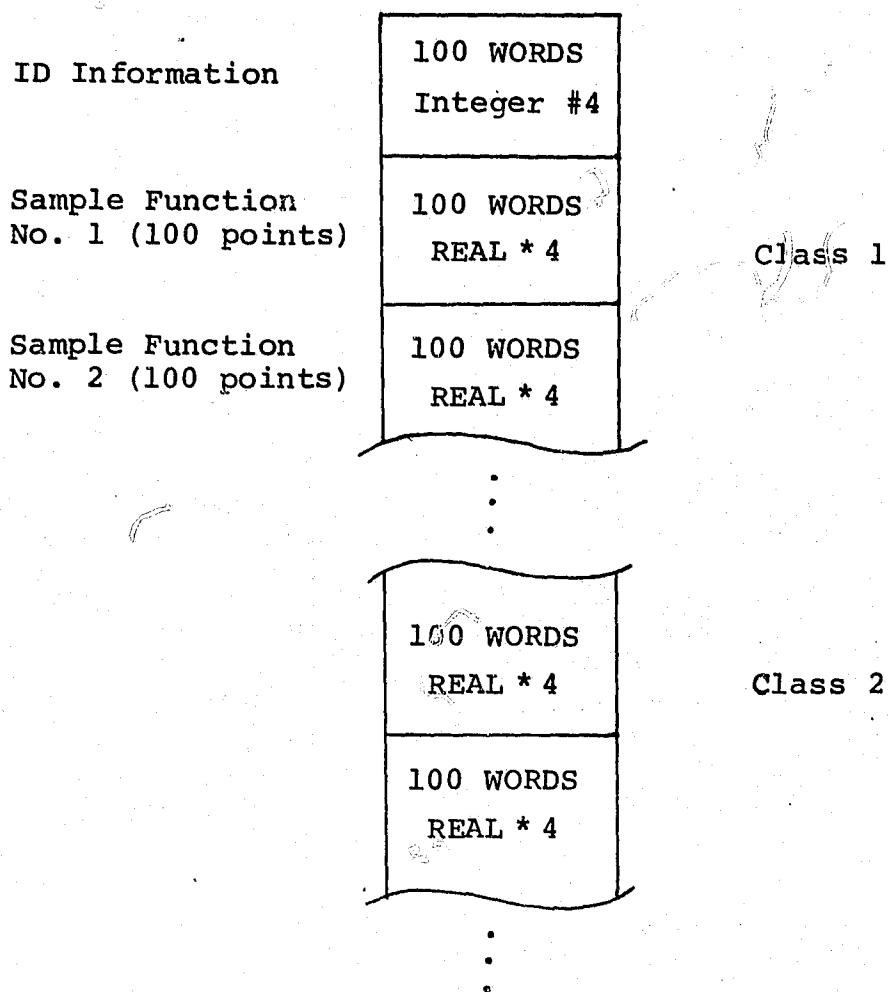 ID Information
100 WORDS
Integer #4
Sample Function
No. 1 (100 points)
100 WORDS
REAL * 4
Class 1
Sample Function
No. 2 (100 points)
100 WORDS
REAL * 4
100 WORDS
REAL * 4
Class 2
100 WORDS
REAL * 4